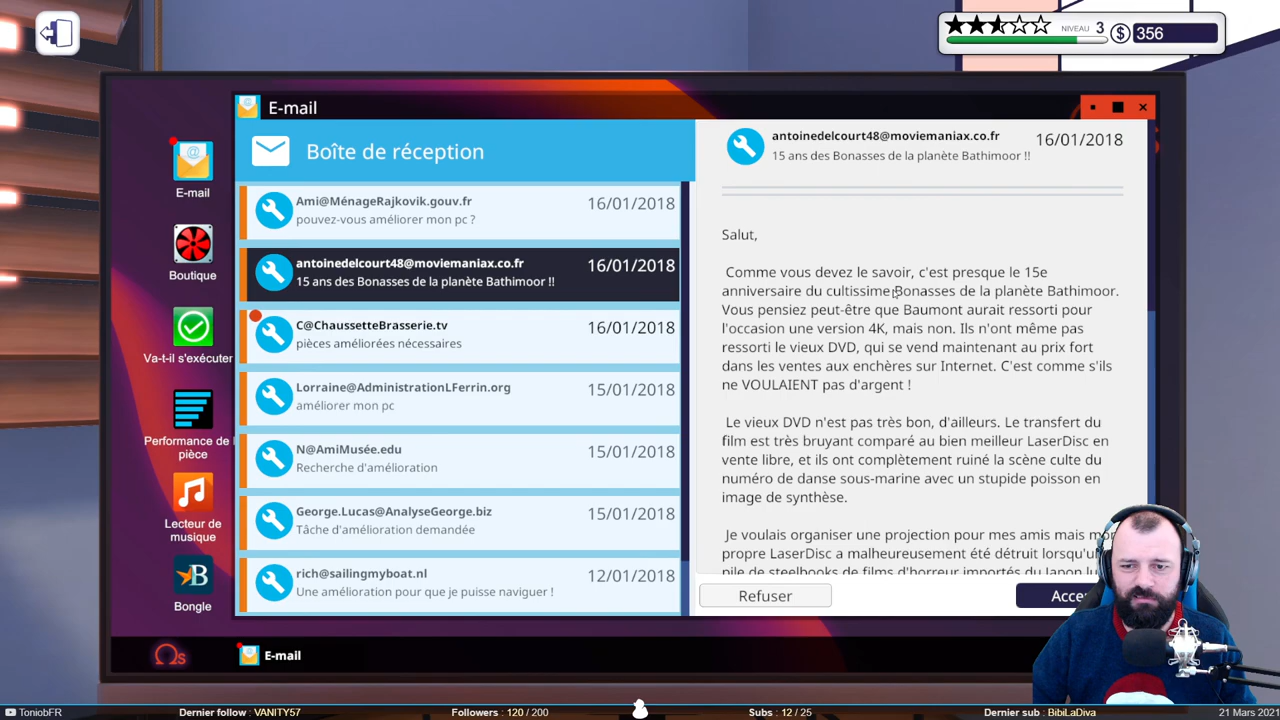 NIVEAU 3
$ 356
E-mail
Boîte de réception
E-mail
Boutique
Va-t-il s'exécuter
Performance de
pièce
Lecteur de
musique
Bongle
Ami@MénageRajkovik.gouv.fr
16/01/2018
pouvez-vous améliorer mon pc ?
antoinedelcourt48@moviemaniax.co.fr
16/01/2018
15 ans des Bonasses de la planète Bathimoor !!
C@ChaussetteBrasserie.tv
16/01/2018
pièces améliorées nécessaires
Lorraine@AdministrationLFerrin.org
15/01/2018
améliorer mon pc
N@AmiMusée.edu
15/01/2018
Recherche d'amélioration
George.Lucas@AnalyseGeorge.biz
15/01/2018
Tâche d'amélioration demandée
rich@sailingmyboat.nl
12/01/2018
Une amélioration pour que je puisse naviguer !
antoinedelcourt48@moviemaniax.co.fr
16/01/2018
15 ans des Bonasses de la planète Bathimoor !!
Salut,
Comme vous devez le savoir, c'est presque le 15e
anniversaire du cultissime Bonasses de la planète Bathimoor.
Vous pensiez peut-être que Baumont aurait ressorti pour
l'occasion une version 4K, mais non. Ils n'ont même pas
ressorti le vieux DVD, qui se vend maintenant au prix fort
dans les ventes aux enchères sur Internet. C'est comme s'ils
ne VOULAIENT pas d'argent !
Le vieux DVD n'est pas très bon, d'ailleurs. Le transfert du
film est très bruyant comparé au bien meilleur LaserDisc en
vente libre, et ils ont complètement ruiné la scène culte du
numéro de danse sous-marine avec un stupide poisson en
image de synthèse.
Je voulais organiser une projection pour mes amis mais mon
propre LaserDisc a malheureusement été détruit lorsqu'u
pile de steelbooks de films d'horreur importés du Japon lu
Refuser
Acce
Ωs
E-mail
ToniobFR
Dernier follow : VANITY57
Followers : 120 / 200
Subs : 12 / 25
Dernier sub : BibiLaDiva
21 Mars 2021